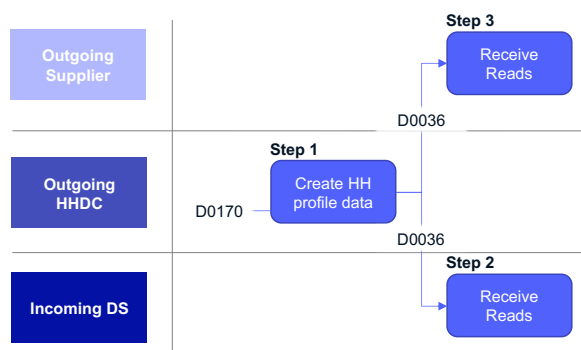 Step 3
Outgoing
Supplier
Receive
Reads
D0036
Step 1
Outgoing
HHDC
Create HH
profile data
D0170
D0036
Step 2
Incoming DS
Receive
Reads